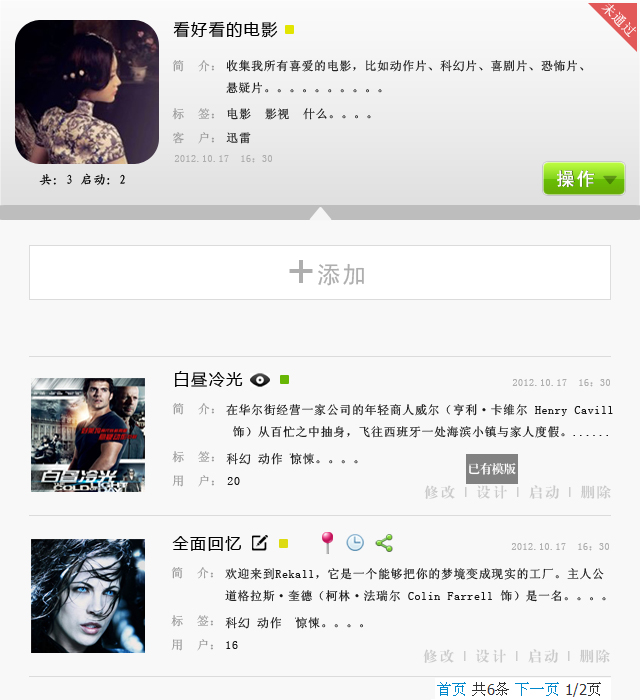 看好看的电影
未通过
简 介：收集我所有喜爱的电影，比如动作片、科幻片、喜剧片、恐怖片、
悬疑片。。。。。。。。。。
标 签：电影 影视 什么。。。。
客 户：迅雷
2012.10.17 16：30
共：3 启动：2
操作
+添加
白昼冷光
2012.10.17 16：30
简 介：在华尔街经营一家公司的年轻商人威尔（亨利·卡维尔 Henry Cavill
饰）从百忙之中抽身，飞往西班牙一处海滨小镇与家人度假。......
标 签：科幻 动作 惊悚。。。。
用 户：20
已有模版
修改 | 设计 | 启动 | 删除
白昼冷光
全面回忆
2012.10.17 16：30
简 介：欢迎来到Rekall，它是一个能够把你的梦境变成现实的工厂。主人公
道格拉斯·奎德（柯林·法瑞尔 Colin Farrell 饰）是一名。。。。
标 签：科幻 动作 惊悚。。。。
用 户：16
修改 | 设计 | 启动 | 删除
首页 共6条 下一页 1/2页